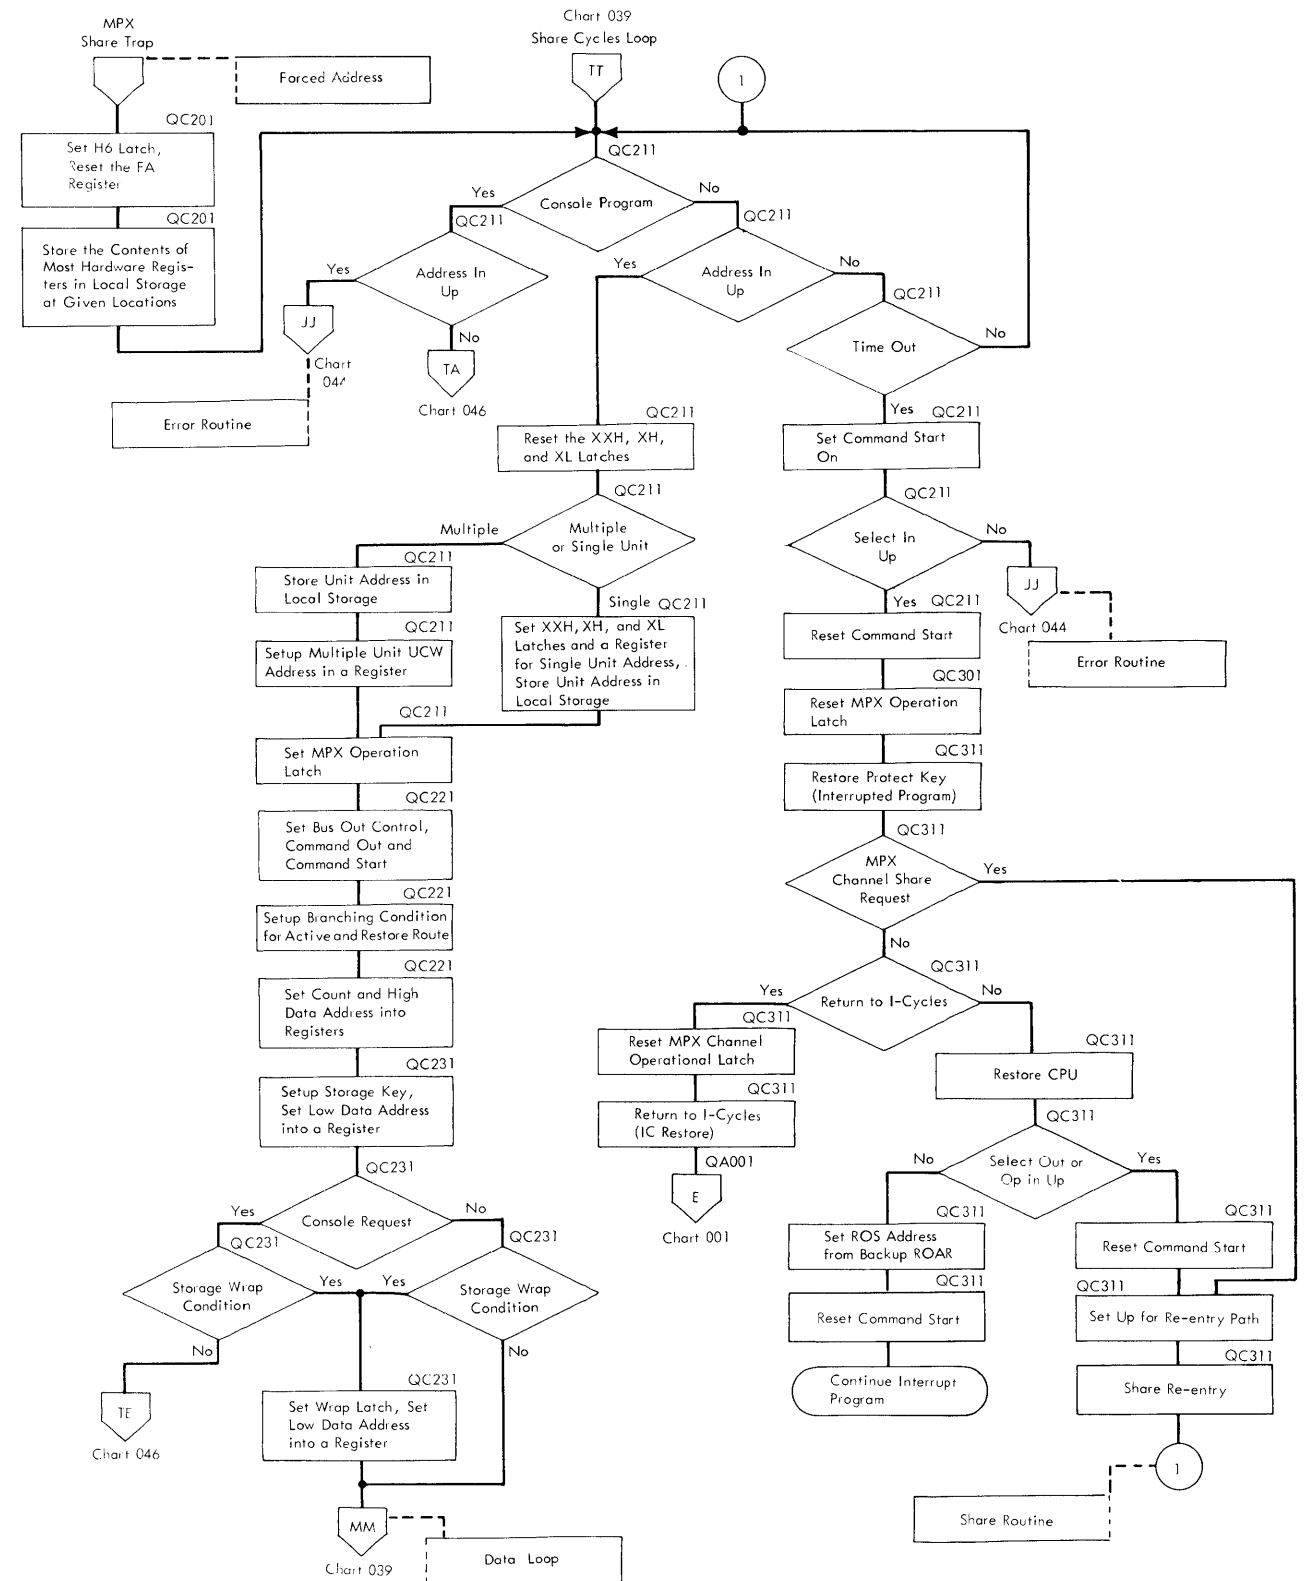 MPX
Share Trap
Forced Address
QC201
Set H6 Latch,
Reset the FA
Register
QC201
Store the Contents of
Most Hardware Regis-
ters in Local Storage
at Given Locations
Chart 039
Share Cycles Loop
TT
1
QC211
Console Program
Yes
No
QC211
Address In
Up
Yes
No
JJ
Chart
044
Error Routine
TA
Chart 046
QC211
Address In
Up
Yes
No
QC211
Time Out
No
Yes
QC211
Reset the XXH, XH,
and XL Latches
QC211
Multiple
or Single Unit
Multiple
Single
QC211
Store Unit Address in
Local Storage
QC211
Setup Multiple Unit UCW
Address in a Register
QC211
Set XXH, XH, and XL
Latches and a Register
for Single Unit Address,
Store Unit Address in
Local Storage
QC211
Set MPX Operation
Latch
QC221
Set Bus Out Control,
Command Out and
Command Start
QC221
Setup Branching Condition
for Active and Restore Route
QC221
Set Count and High
Data Address into
Registers
QC231
Setup Storage Key,
Set Low Data Address
into a Register
QC231
Console Request
Yes
No
QC231
Storage Wrap
Condition
Yes
No
TE
Chart 046
QC231
Storage Wrap
Condition
Yes
No
QC231
Set Wrap Latch, Set
Low Data Address
into a Register
MM
Chart 039
Data Loop
QC211
Set Command Start
On
QC211
Select In
Up
No
JJ
Chart 044
Error Routine
Yes
QC211
Reset Command Start
QC301
Reset MPX Operation
Latch
QC311
Restore Protect Key
(Interrupted Program)
QC311
MPX
Channel Share
Request
Yes
No
QC311
Return to I-Cycles
Yes
No
QC311
Reset MPX Channel
Operational Latch
QC311
Return to I-Cycles
(IC Restore)
QA001
E
Chart 001
QC311
Restore CPU
QC311
Select Out or
Op in Up
No
Yes
QC311
Set ROS Address
from Backup ROAR
QC311
Reset Command Start
Continue Interrupt
Program
QC311
Reset Command Start
QC311
Set Up for Re-entry Path
QC311
Share Re-entry
1
Share Routine